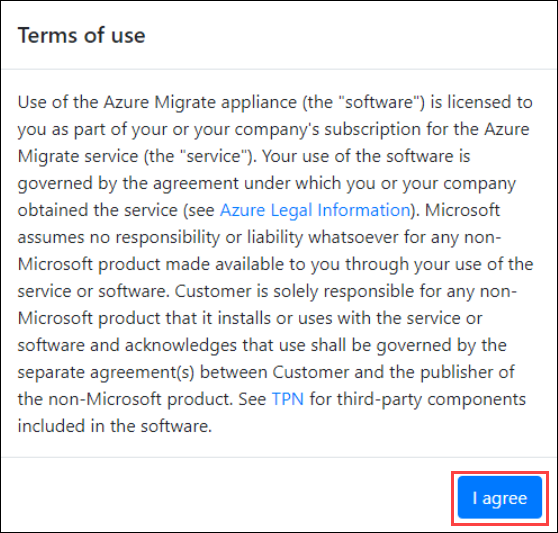 Terms of use
Use of the Azure Migrate appliance (the "software") is licensed to
you as part of your or your company's subscription for the Azure
Migrate service (the "service"). Your use of the software is
governed by the agreement under which you or your company
obtained the service (see Azure Legal Information). Microsoft
assumes no responsibility or liability whatsoever for any non-
Microsoft product made available to you through your use of the
service or software. Customer is solely responsible for any non-
Microsoft product that it installs or uses with the service or
software and acknowledges that use shall be governed by the
separate agreement(s) between Customer and the publisher of
the non-Microsoft product. See TPN for third-party components
included in the software.
I agree